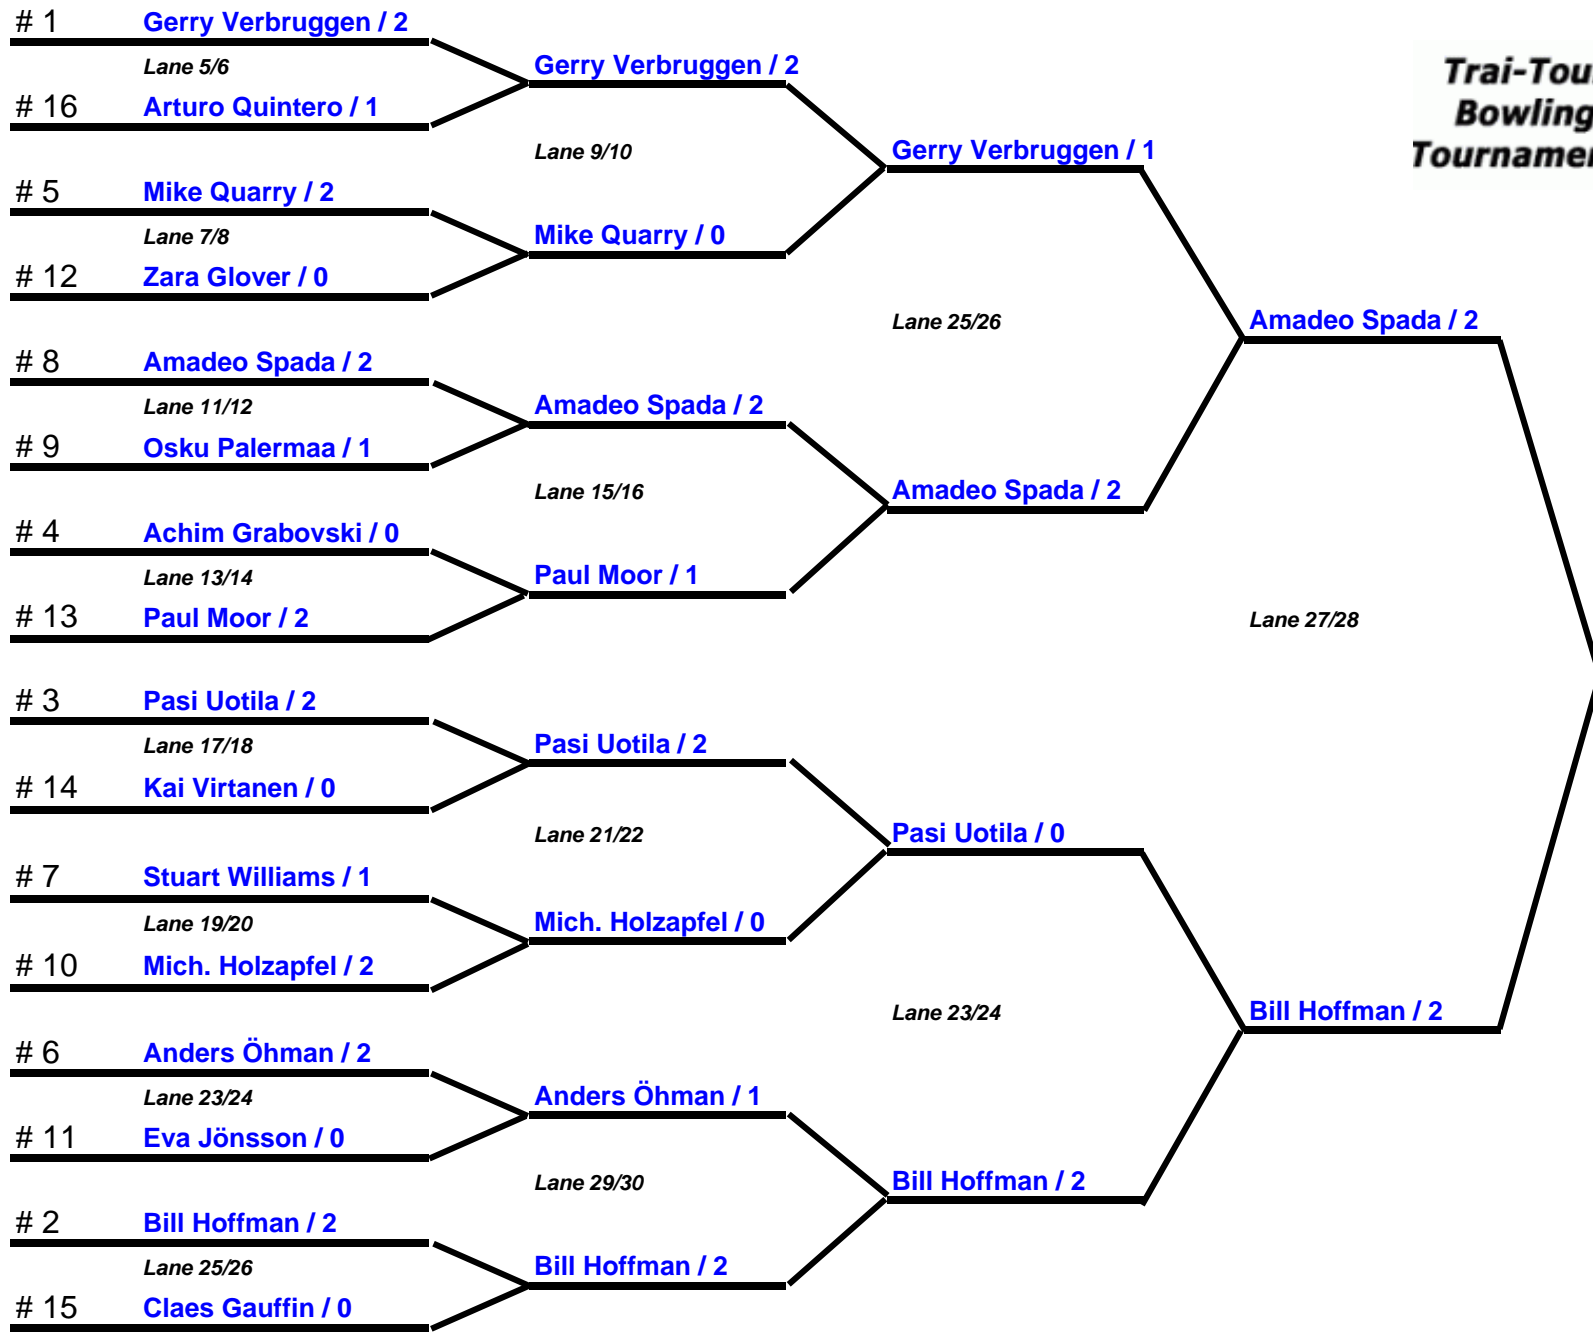 # 1 Gerry Verbruggen / 2
Lane 5/6
# 16 Arturo Quintero / 1
# 5 Mike Quarry / 2
Lane 7/8
# 12 Zara Glover / 0
# 8 Amadeo Spada / 2
Lane 11/12
# 9 Osku Palermaa / 1
# 4 Achim Grabovski / 0
Lane 13/14
# 13 Paul Moor / 2
# 3 Pasi Uotila / 2
Lane 17/18
# 14 Kai Virtanen / 0
# 7 Stuart Williams / 1
Lane 19/20
# 10 Mich. Holzapfel / 2
# 6 Anders Öhman / 2
Lane 23/24
# 11 Eva Jönsson / 0
# 2 Bill Hoffman / 2
Lane 25/26
# 15 Claes Gauffin / 0
Gerry Verbruggen / 2
Lane 9/10
Mike Quarry / 0
Amadeo Spada / 2
Lane 15/16
Paul Moor / 1
Pasi Uotila / 2
Lane 21/22
Mich. Holzapfel / 0
Anders Öhman / 1
Lane 29/30
Bill Hoffman / 2
Gerry Verbruggen / 1
Lane 25/26
Amadeo Spada / 2
Pasi Uotila / 0
Lane 23/24
Bill Hoffman / 2
Amadeo Spada / 2
Lane 27/28
Bill Hoffman / 2
Trai-Tou
Bowling
Tournamen